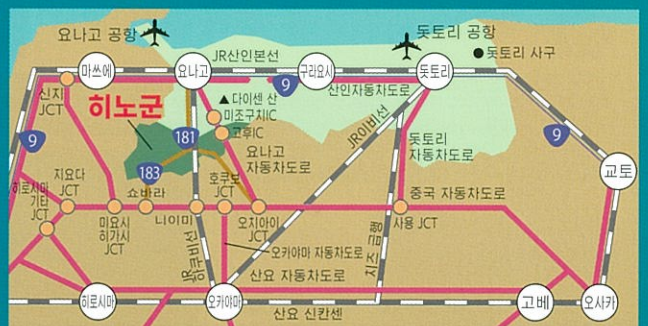 요나고 공항
돗토리 공항
JR산인본선
돗토리 사구
마쓰에
요나고
구라요시
돗토리
9
산인자동차도로
신지
JCT
다이센 산
미조구치IC
고후IC
히노군
JR이비선
9
181
요나고
자동차도로
돗토리
자동차도로
9
183
교토
지요다
JCT
히로시마
기타
JCT
쇼바라
호쿠보
JCT
중국 자동차도로
미요시
히가시
JCT
니이미
오치아이
JCT
사용 JCT
오카야마 자동차도로
JR
하쿠비선
치즈 급행
산요 자동차도로
히로시마
오카야마
고베
오사카
산요 신칸센